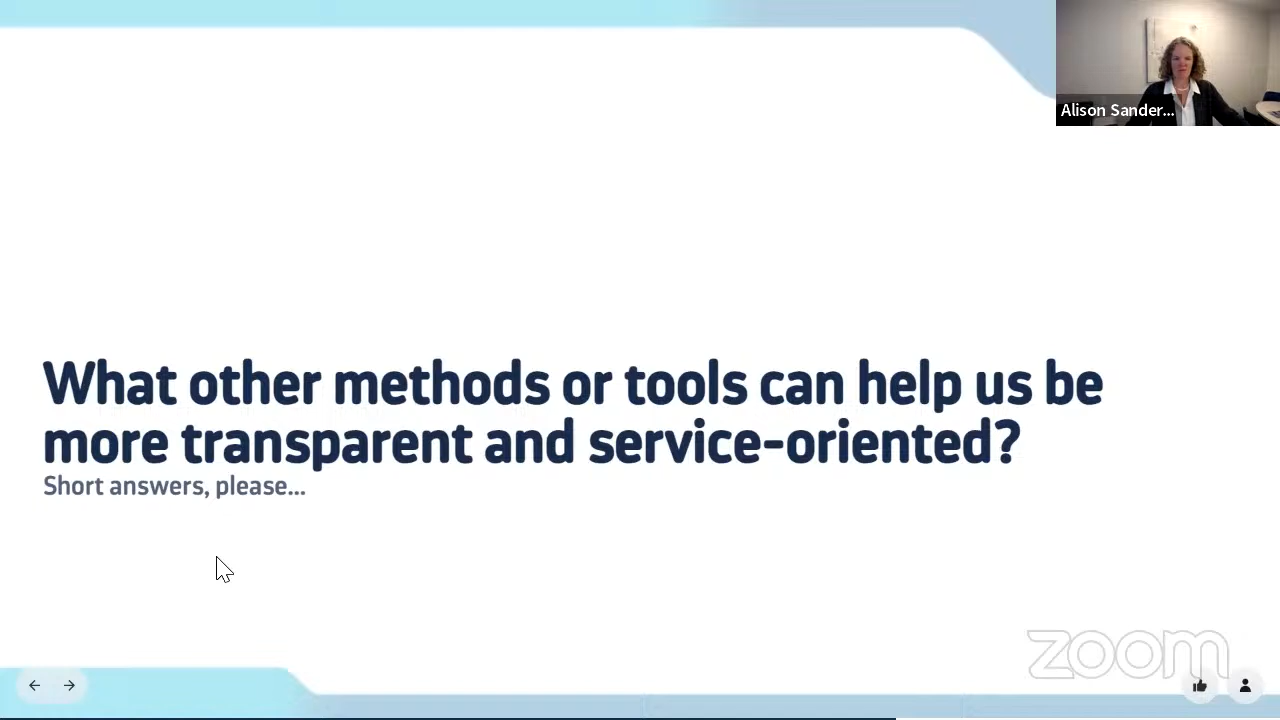 Alison Sander...
What other methods or tools can help us be
more transparent and service-oriented?
Short answers, please...
zoom